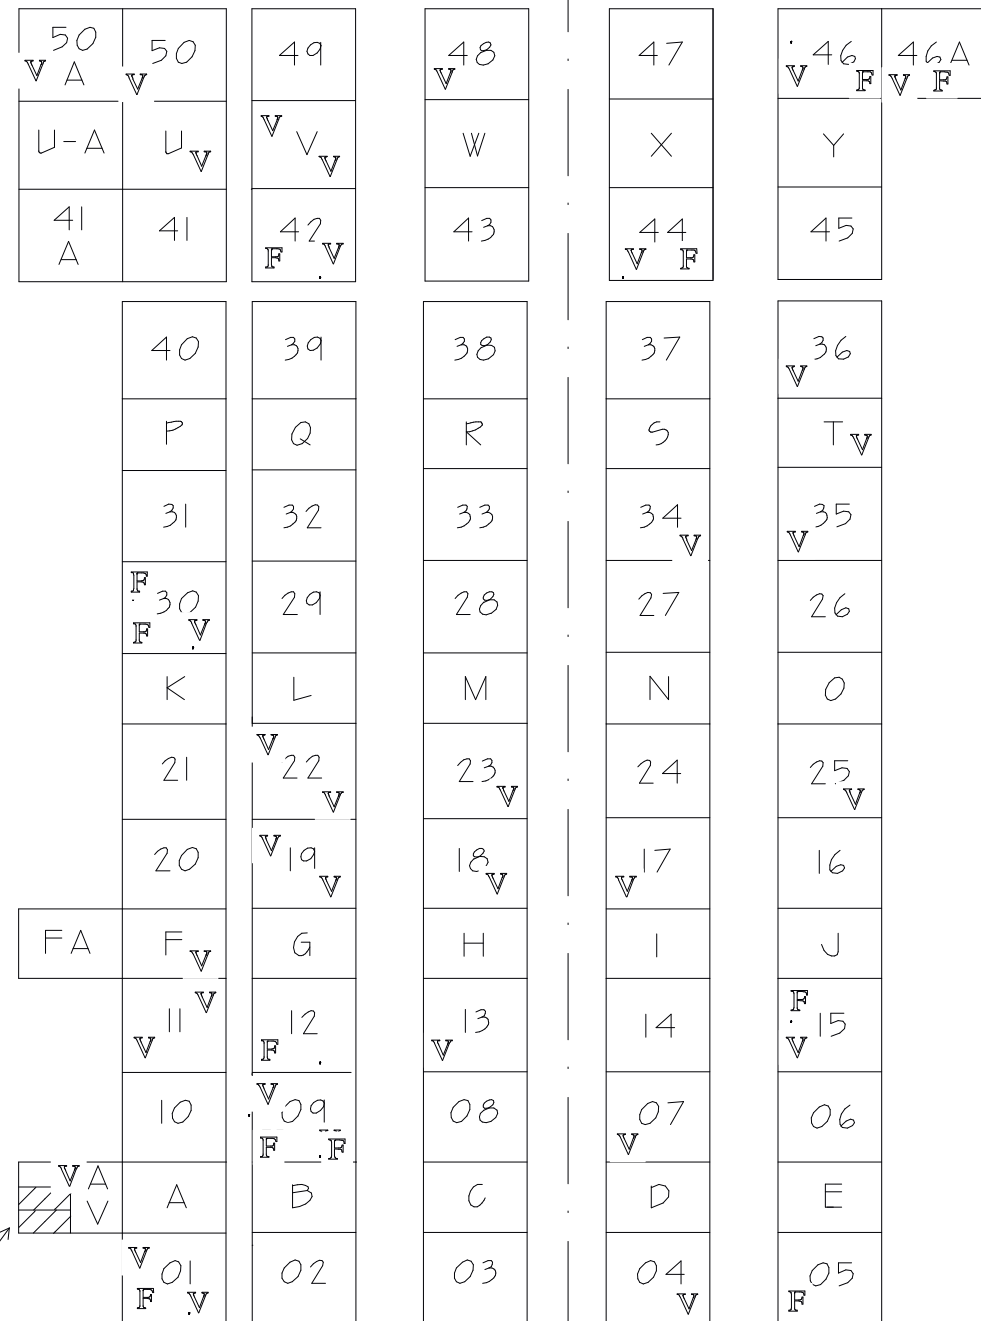 50 50 49 48 47 46 46A
V A V V V F V F
V
U-A U V W X Y
V V
41 41 42 43 44 45
A F V V F
40 39 38 37 36
V
P Q R S T V
31 32 33 34 35
V V
F
30 29 28 27 26
F V
K L M N O
V
21 22 23 24 25
V V V
V
20 19 18 17 16
V V V
FA F V G H I J
V F
11 12 13 14 15
V F V V
V
10 09 08 07 06
F F V
V A A B C D E
V
V
01 02 03 04 05
F V V F